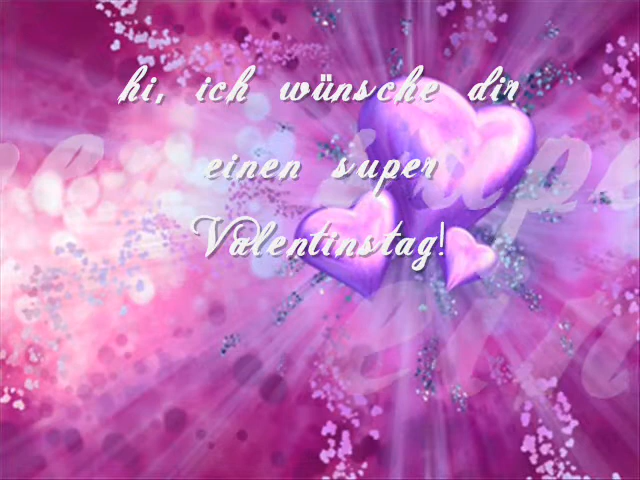 hi, ich wünsche dir
einen super
Valentinstag!